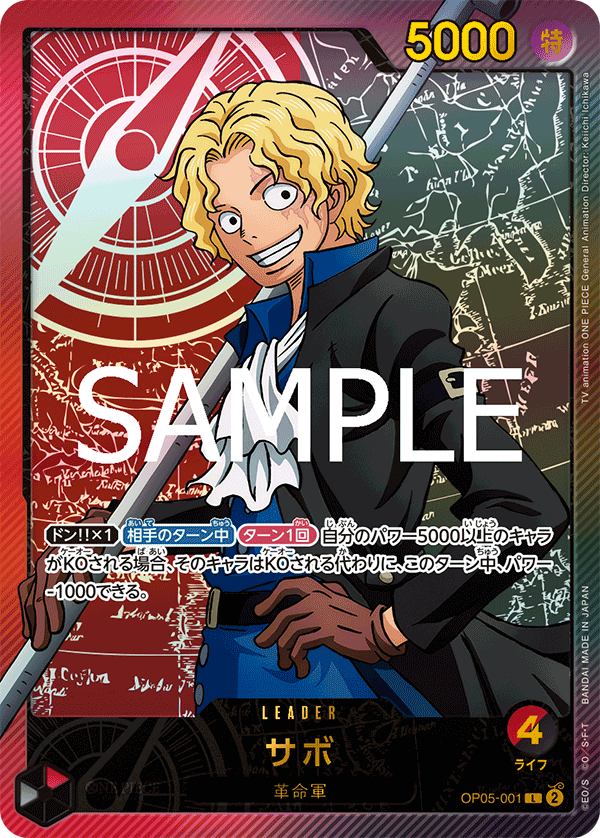 5000 特
SAMPLE
ドン!!×1 相手のターン中 ターン1回 自分のパワー5000以上のキャラ
がKOされる場合、そのキャラはKOされる代わりに、このターン中、パワー
-1000できる。
LEADER
サボ
革命軍
4
ライフ
OP05-001 L 2
©EO/S ©O/S・F・T BANDAI MADE IN JAPAN
TV animation ONE PIECE General Animation Director: Keiichi Ichikawa